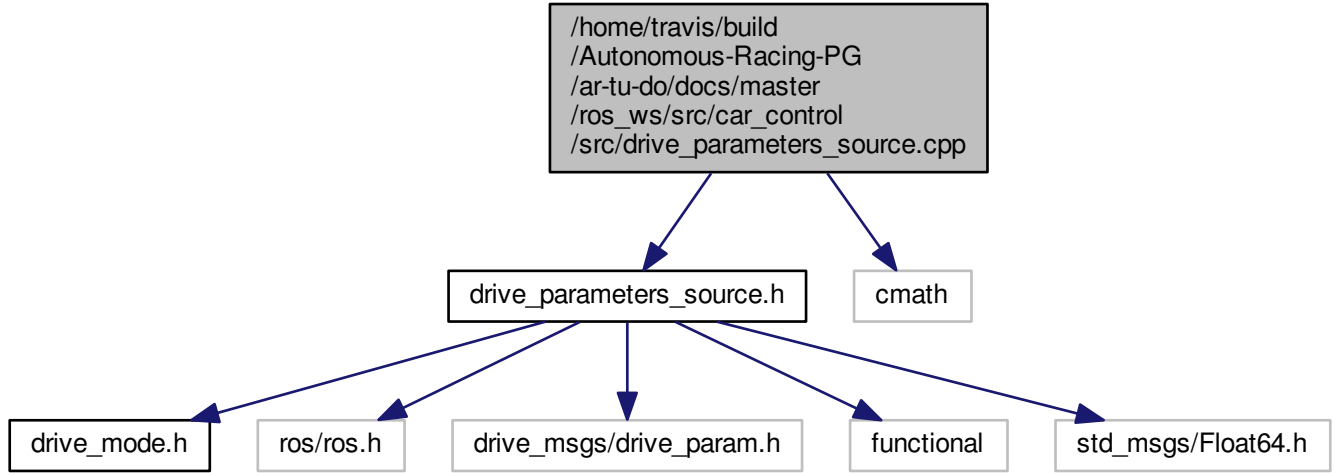 /home/travis/build
/Autonomous-Racing-PG
/ar-tu-do/docs/master
/ros_ws/src/car_control
/src/drive_parameters_source.cpp
drive_parameters_source.h
cmath
drive_mode.h
ros/ros.h
drive_msgs/drive_param.h
functional
std_msgs/Float64.h